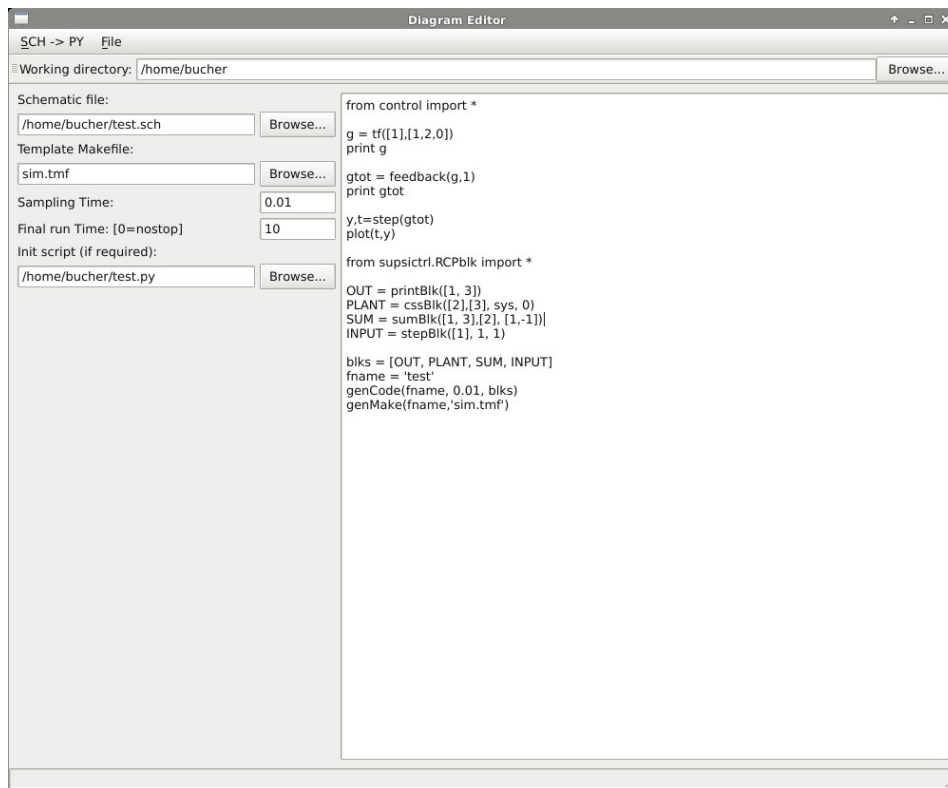 Diagram Editor
SCH -> PY File
Working directory: /home/bucher Browse...
Schematic file:
/home/bucher/test.sch Browse...
Template Makefile:
sim.tmf Browse...
Sampling Time: 0.01
Final run Time: [0=nostop] 10
Init script (if required):
/home/bucher/test.py Browse...
from control import *
g = tf([1],[1,2,0])
print g
gtot = feedback(g,1)
print gtot
y,t=step(gtot)
plot(t,y)
from supsictrl.RCPblk import *
OUT = printBlk([1, 3])
PLANT = cssBlk([2],[3], sys, 0)
SUM = sumBlk([1, 3],[2], [1,-1])
INPUT = stepBlk([1], 1, 1)
blks = [OUT, PLANT, SUM, INPUT]
fname = 'test'
genCode(fname, 0.01, blks)
genMake(fname,'sim.tmf')